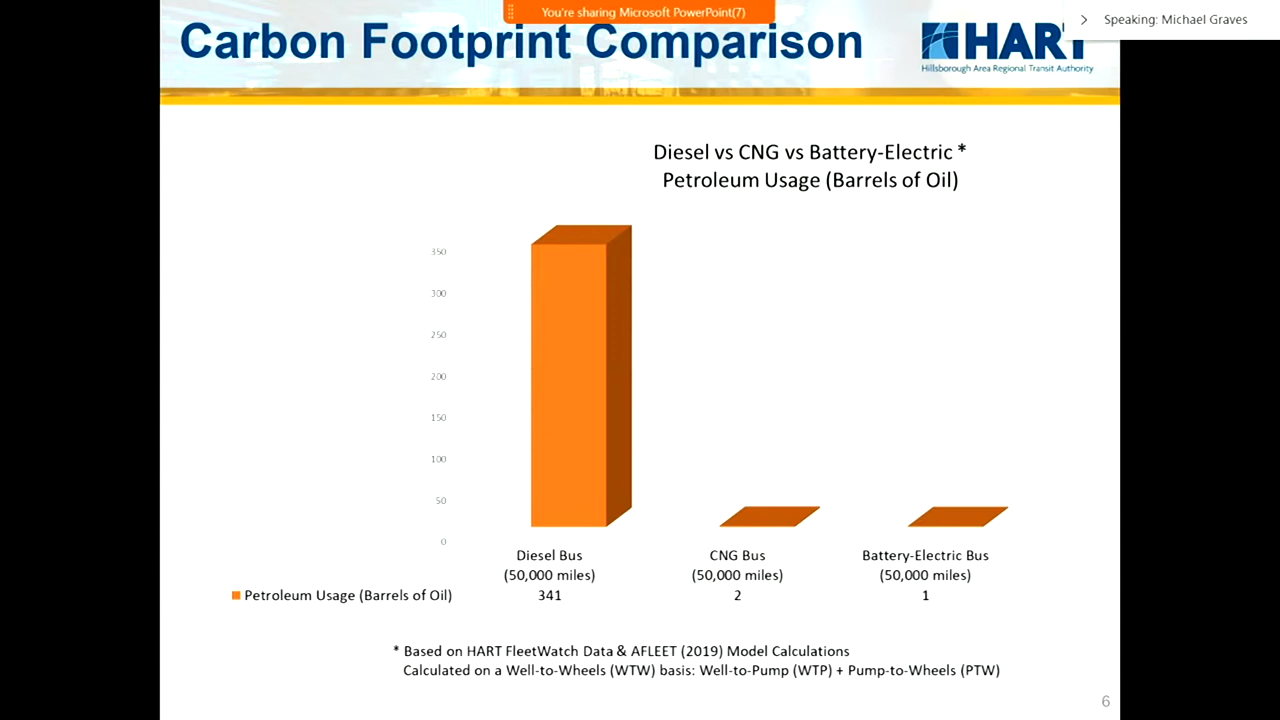 You're sharing Microsoft PowerPoint(7)
Speaking: Michael Graves
Carbon Footprint Comparison
HART
Hillsborough Area Regional Transit Authority
Diesel vs CNG vs Battery-Electric *
Petroleum Usage (Barrels of Oil)
350
300
250
200
150
100
50
0
Diesel Bus CNG Bus Battery-Electric Bus
(50,000 miles) (50,000 miles) (50,000 miles)
Petroleum Usage (Barrels of Oil) 341 2 1
* Based on HART FleetWatch Data & AFLEET (2019) Model Calculations
Calculated on a Well-to-Wheels (WTW) basis: Well-to-Pump (WTP) + Pump-to-Wheels (PTW)
6